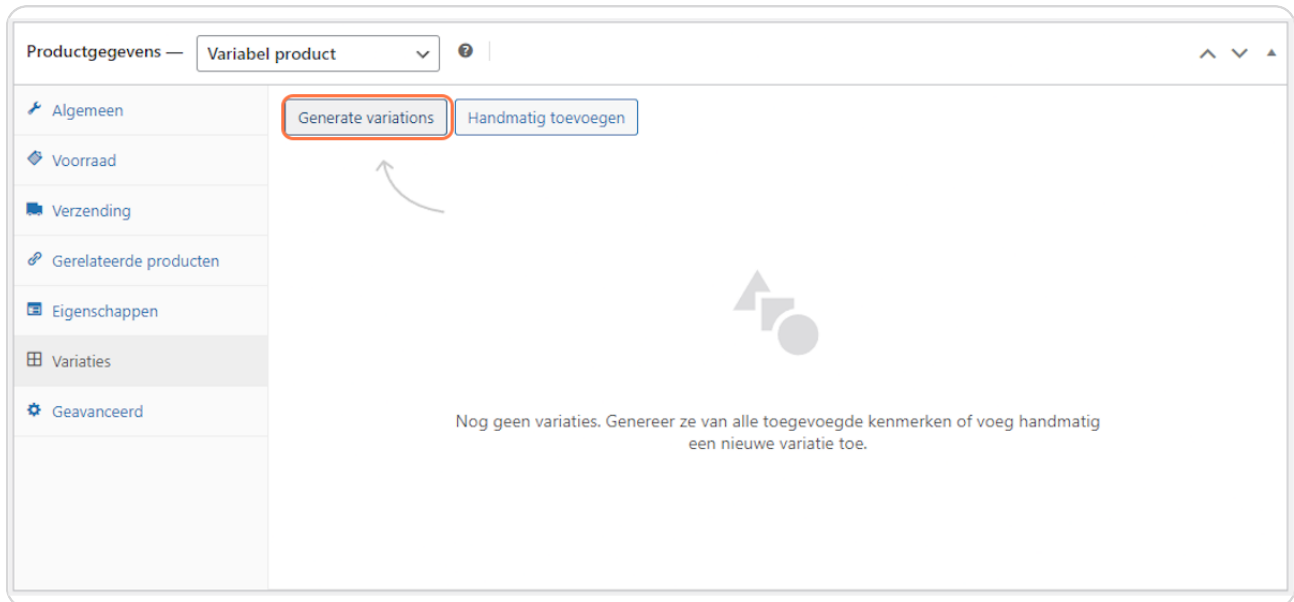 Productgegevens — Variabel product
Algemeen
Voorraad
Verzending
Gerelateerde producten
Eigenschappen
Variaties
Geavanceerd
Generate variations Handmatig toevoegen
Nog geen variaties. Genereer ze van alle toegevoegde kenmerken of voeg handmatig
een nieuwe variatie toe.